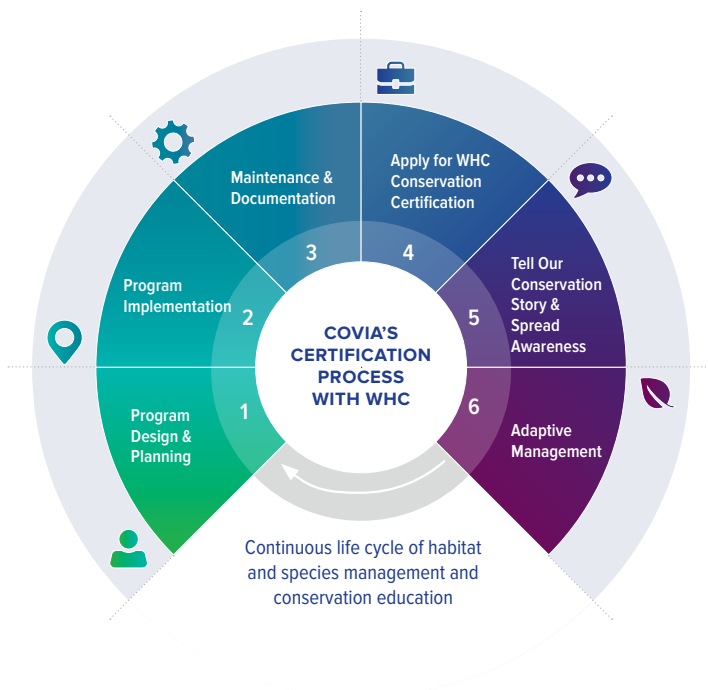 COVIA'S
CERTIFICATION
PROCESS
WITH WHC
1
Program
Design &
Planning
2
Program
Implementation
3
Maintenance &
Documentation
4
Apply for WHC
Conservation
Certification
5
Tell Our
Conservation
Story &
Spread
Awareness
6
Adaptive
Management
Continuous life cycle of habitat
and species management and
conservation education